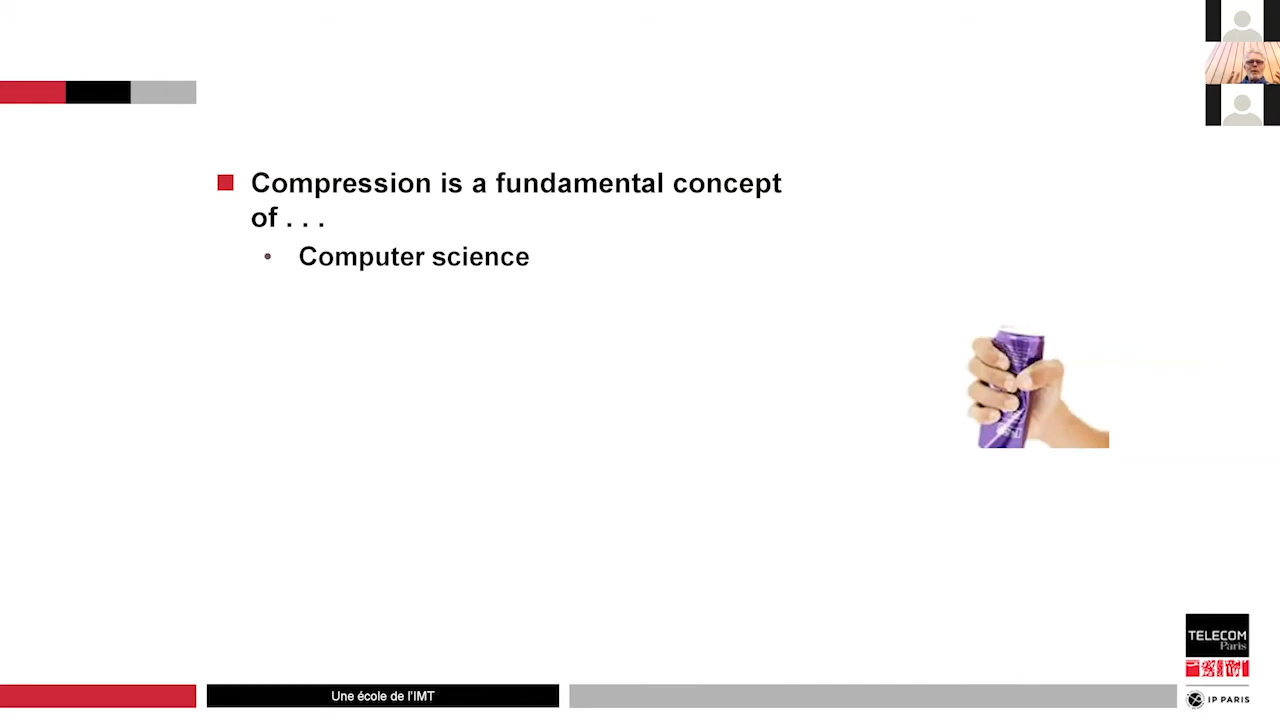 Compression is a fundamental concept
of . . .
Computer science
TELECOM
Paris
Une école de l'IMT
IP PARIS